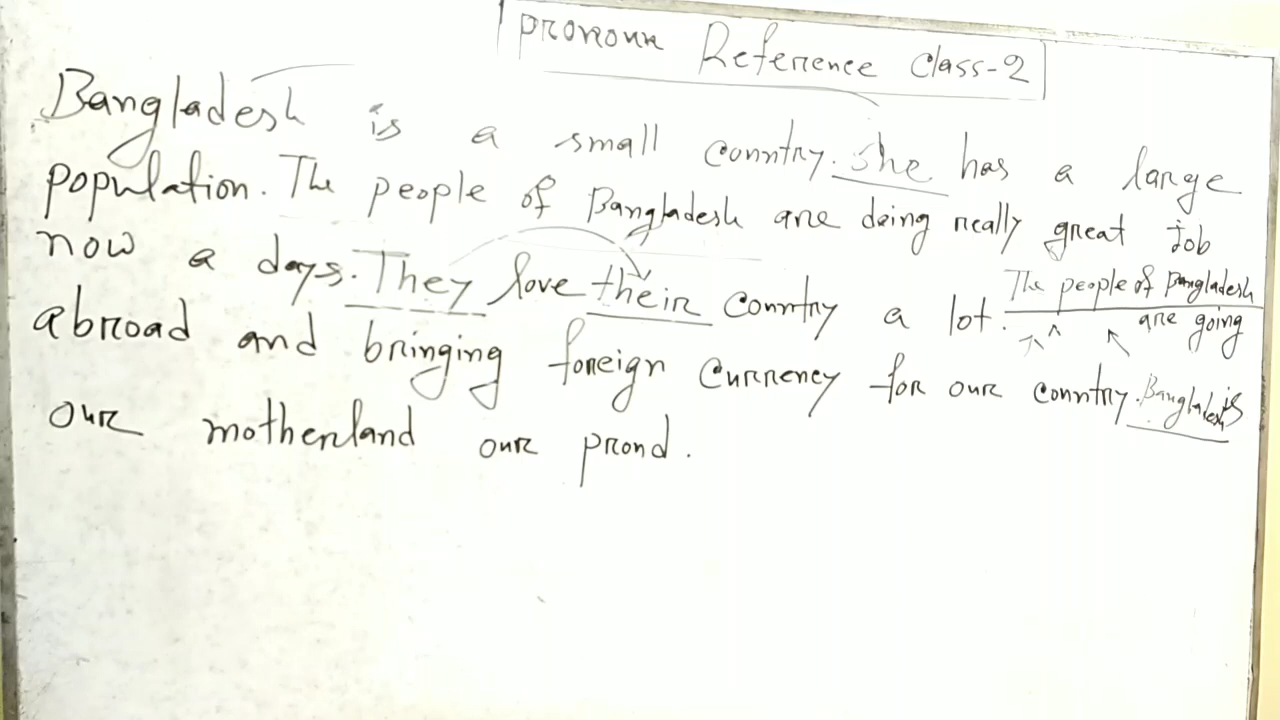 Pronoun Reference Class-2
Bangladesh is a small country. She has a large
population. The people of Bangladesh are doing really great Job
now a days. They love their country a lot. The people of Bangladesh
are going
abroad and bringing foreign currency for our country. Bangladesh is
our motherland our proud.